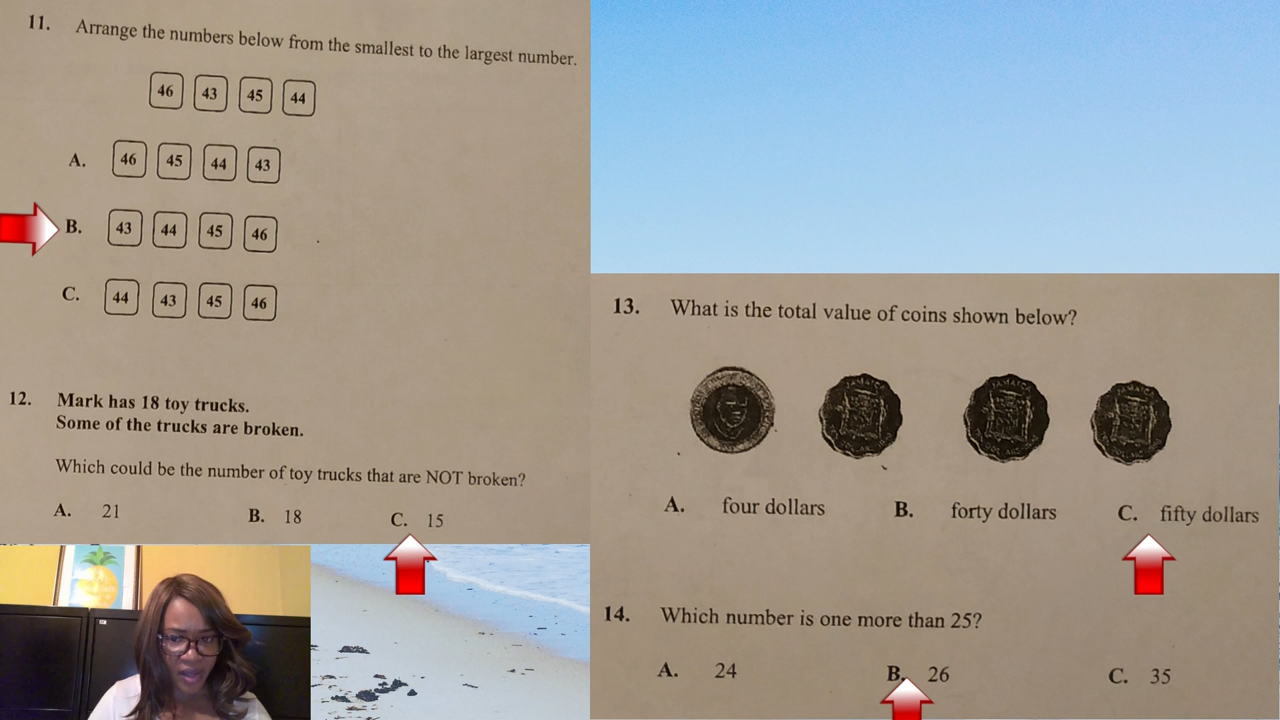 11. Arrange the numbers below from the smallest to the largest number.
46 43 45 44
A. 46 45 44 43
B. 43 44 45 46
C. 44 43 45 46
12. Mark has 18 toy trucks.
Some of the trucks are broken.
Which could be the number of toy trucks that are NOT broken?
A. 21 B. 18 C. 15
13. What is the total value of coins shown below?
JAMAICA JAMAICA JAMAICA
A. four dollars B. forty dollars C. fifty dollars
14. Which number is one more than 25?
A. 24 B. 26 C. 35